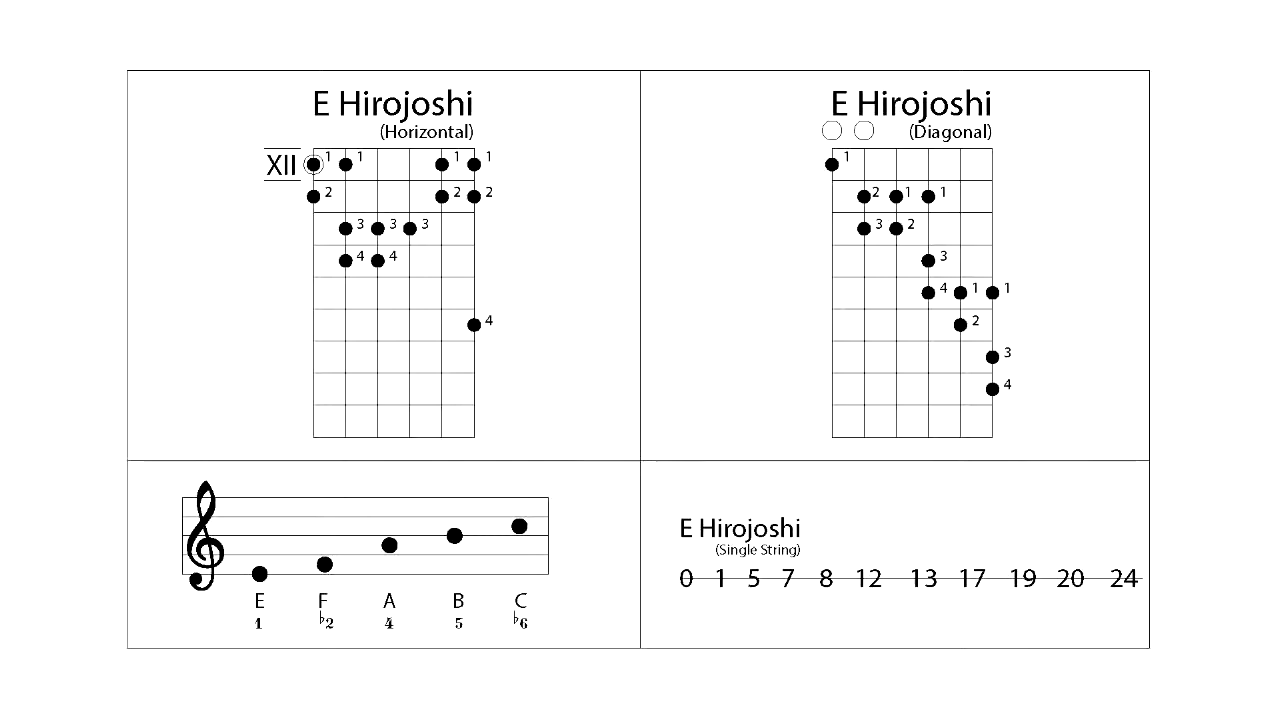 E Hirojoshi
(Horizontal)
XII 1 1 1 1
2 2 2
3 3 3
4 4
4
E Hirojoshi
(Diagonal)
1
2 1 1
3 2
3
4 1 1
2
3
4
E F A B C
1 ♭2 4 5 ♭6
E Hirojoshi
(Single String)
0 1 5 7 8 12 13 17 19 20 24